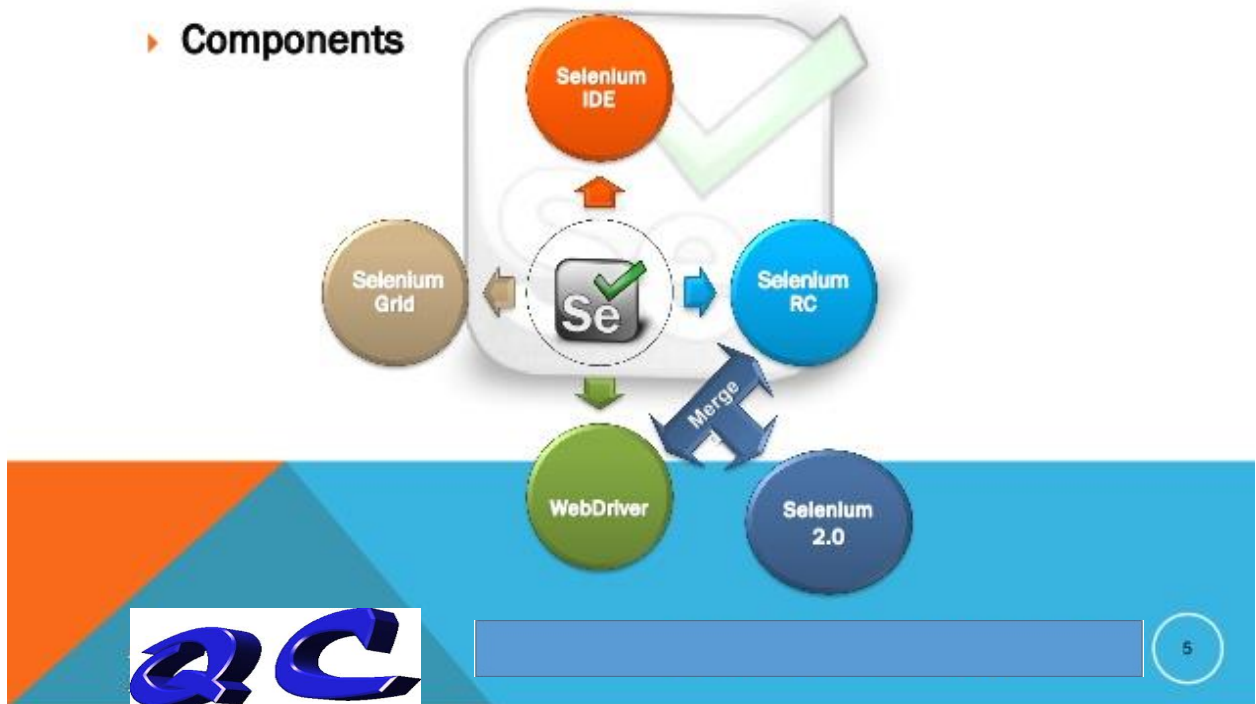 Components
Selenium
IDE
Selenium
Grid
Se
Selenium
RC
Merge
WebDriver
Selenium
2.0
QC
5